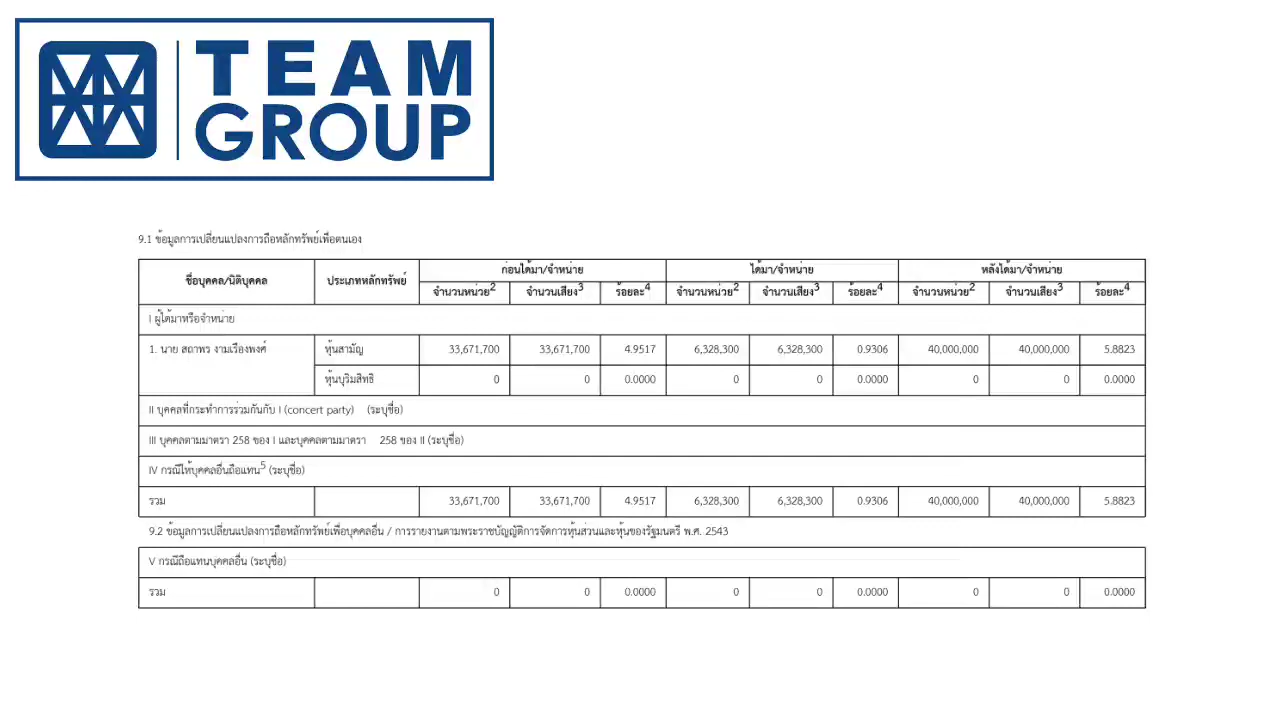 TEAM
GROUP
9.1 ข้อมูลการเปลี่ยนแปลงการถือหลักทรัพย์เพื่อตนเอง
ชื่อบุคคล/นิติบุคคล ประเภทหลักทรัพย์ ก่อนได้มา/จำหน่าย ได้มา/จำหน่าย หลังได้มา/จำหน่าย
จำนวนหน่วย2 จำนวนเสียง3 ร้อยละ4 จำนวนหน่วย2 จำนวนเสียง3 ร้อยละ4 จำนวนหน่วย2 จำนวนเสียง3 ร้อยละ4
I ผู้ได้มาหรือจำหน่าย
1. นาย สถาพร งามเรืองพงศ์ หุ้นสามัญ 33,671,700 33,671,700 4.9517 6,328,300 6,328,300 0.9306 40,000,000 40,000,000 5.8823
หุ้นบุริมสิทธิ 0 0 0.0000 0 0 0.0000 0 0 0.0000
II บุคคลที่กระทำการร่วมกันกับ I (concert party) (ระบุชื่อ)
III บุคคลตามมาตรา 258 ของ I และบุคคลตามมาตรา 258 ของ II (ระบุชื่อ)
IV กรณีให้บุคคลอื่นถือแทน5 (ระบุชื่อ)
รวม 33,671,700 33,671,700 4.9517 6,328,300 6,328,300 0.9306 40,000,000 40,000,000 5.8823
9.2 ข้อมูลการเปลี่ยนแปลงการถือหลักทรัพย์เพื่อบุคคลอื่น / การรายงานตามพระราชบัญญัติการจัดการหุ้นส่วนและหุ้นของรัฐมนตรี พ.ศ. 2543
V กรณีถือแทนบุคคลอื่น (ระบุชื่อ)
รวม 0 0 0.0000 0 0 0.0000 0 0 0.0000